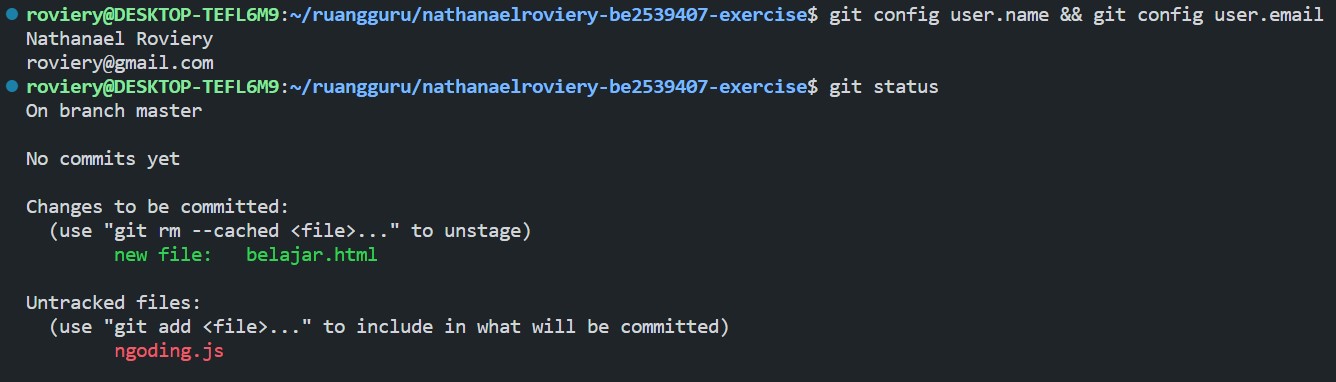 roviery@DESKTOP-TEFL6M9:~/ruangguru/nathanaelroviery-be2539407-exercise$ git config user.name && git config user.email
Nathanael Roviery
roviery@gmail.com
roviery@DESKTOP-TEFL6M9:~/ruangguru/nathanaelroviery-be2539407-exercise$ git status
On branch master
No commits yet
Changes to be committed:
(use "git rm --cached <file>..." to unstage)
new file:   belajar.html
Untracked files:
(use "git add <file>..." to include in what will be committed)
ngoding.js